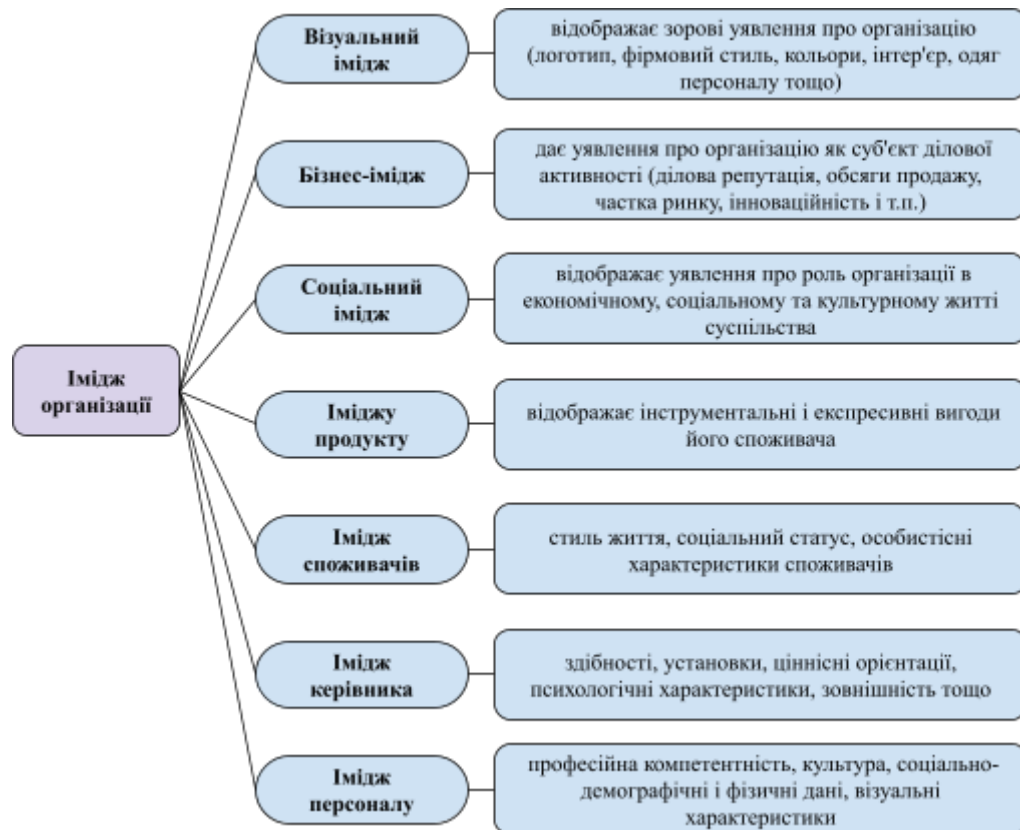 Візуальний
імідж
відображає зорові уявлення про організацію
(логотип, фірмовий стиль, кольори, інтер'єр, одяг
персоналу тощо)
Бізнес-імідж
дає уявлення про організацію як суб'єкт ділової
активності (ділова репутація, обсяги продажу,
частка ринку, інноваційність і т.п.)
Соціальний
імідж
відображає уявлення про роль організації в
економічному, соціальному та культурному житті
суспільства
Імідж
організації
Іміджу
продукту
відображає інструментальні і експресивні вигоди
його споживача
Імідж
споживачів
стиль життя, соціальний статус, особистісні
характеристики споживачів
Імідж
керівника
здібності, установки, ціннісні орієнтації,
психологічні характеристики, зовнішність тощо
Імідж
персоналу
професійна компетентність, культура, соціально-
демографічні і фізичні дані, візуальні
характеристики